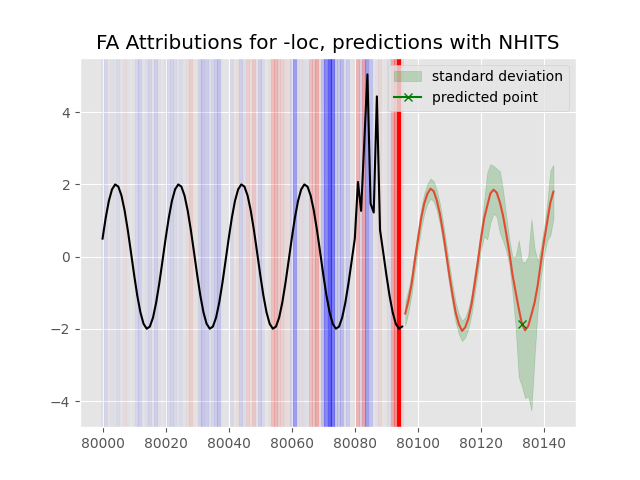 FA Attributions for -loc, predictions with NHITS
standard deviation
predicted point
4
2
0
−2
−4
80000 80020 80040 80060 80080 80100 80120 80140